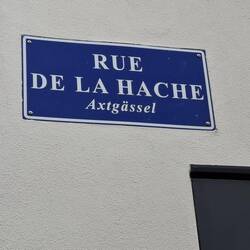 RUE
DE LA HACHE
Axtgässel